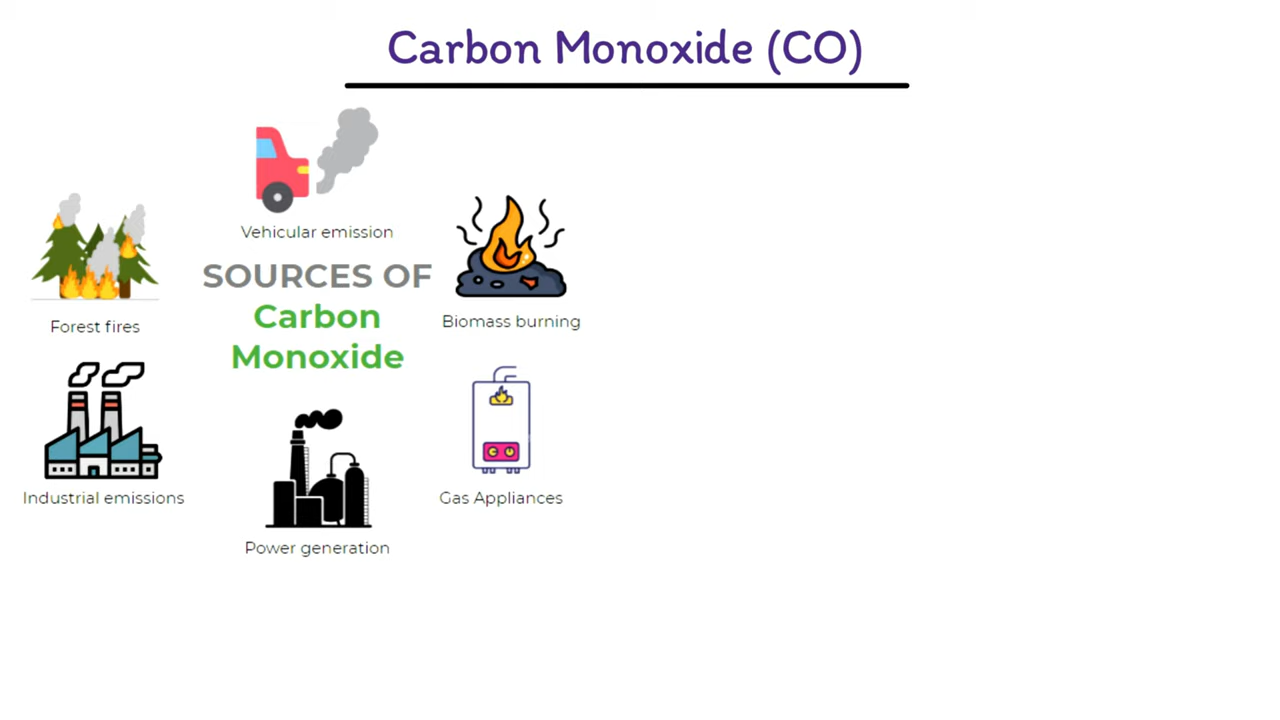 Carbon Monoxide (CO)
Vehicular emission
SOURCES OF
Carbon
Monoxide
Forest fires
Biomass burning
Industrial emissions
Gas Appliances
Power generation